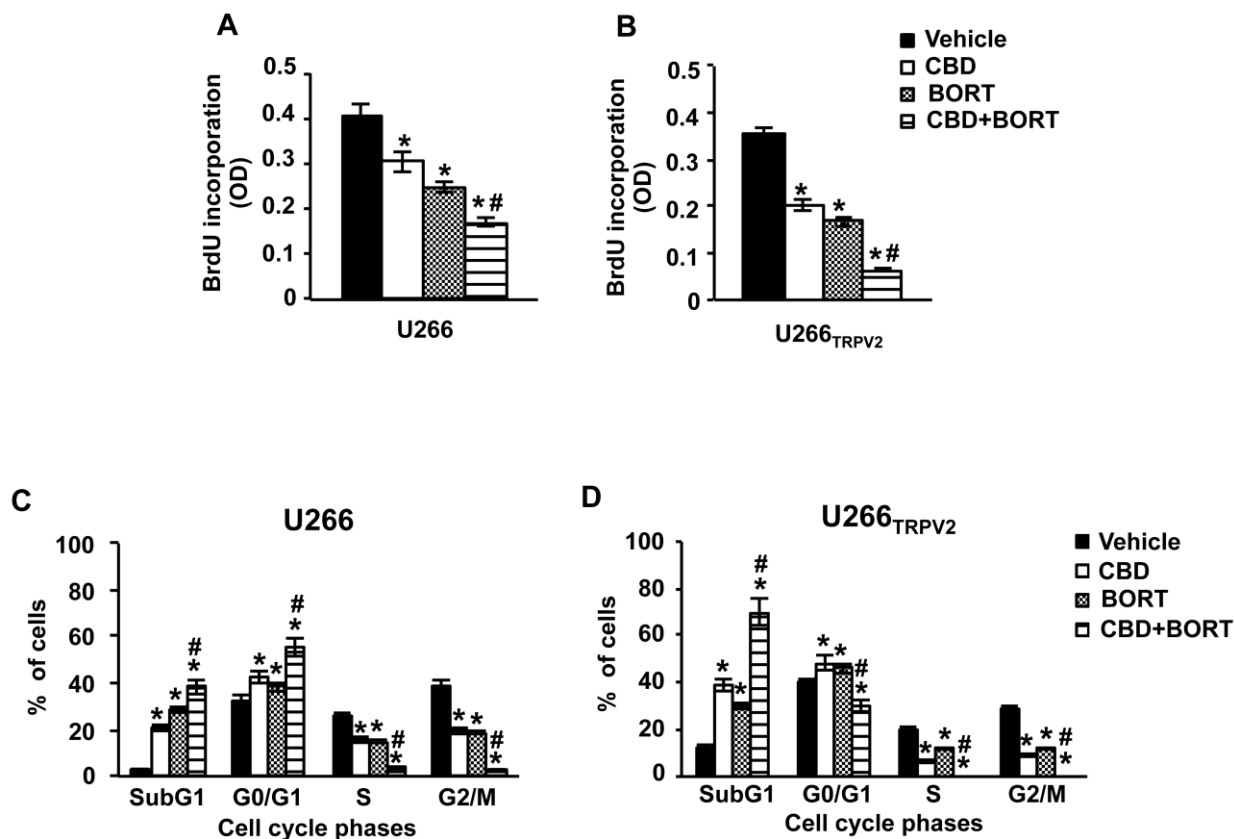 A
BrdU incorporation
(OD)
0.5
0.4
0.3
0.2
0.1
0
*
*
*#
U266
B
BrdU incorporation
(OD)
0.5
0.4
0.3
0.2
0.1
0
*
*
*#
U266TRPV2
Vehicle
CBD
BORT
CBD+BORT
C
U266
% of cells
100
80
60
40
20
0
*
*
#
*
*
*
#
*
*
*
#
*
*
*
#
*
SubG1 G0/G1 S G2/M
Cell cycle phases
D
U266TRPV2
% of cells
100
80
60
40
20
0
*
*
#
*
*
*
#
*
*
*
#
*
*
*
#
*
SubG1 G0/G1 S G2/M
Cell cycle phases
Vehicle
CBD
BORT
CBD+BORT